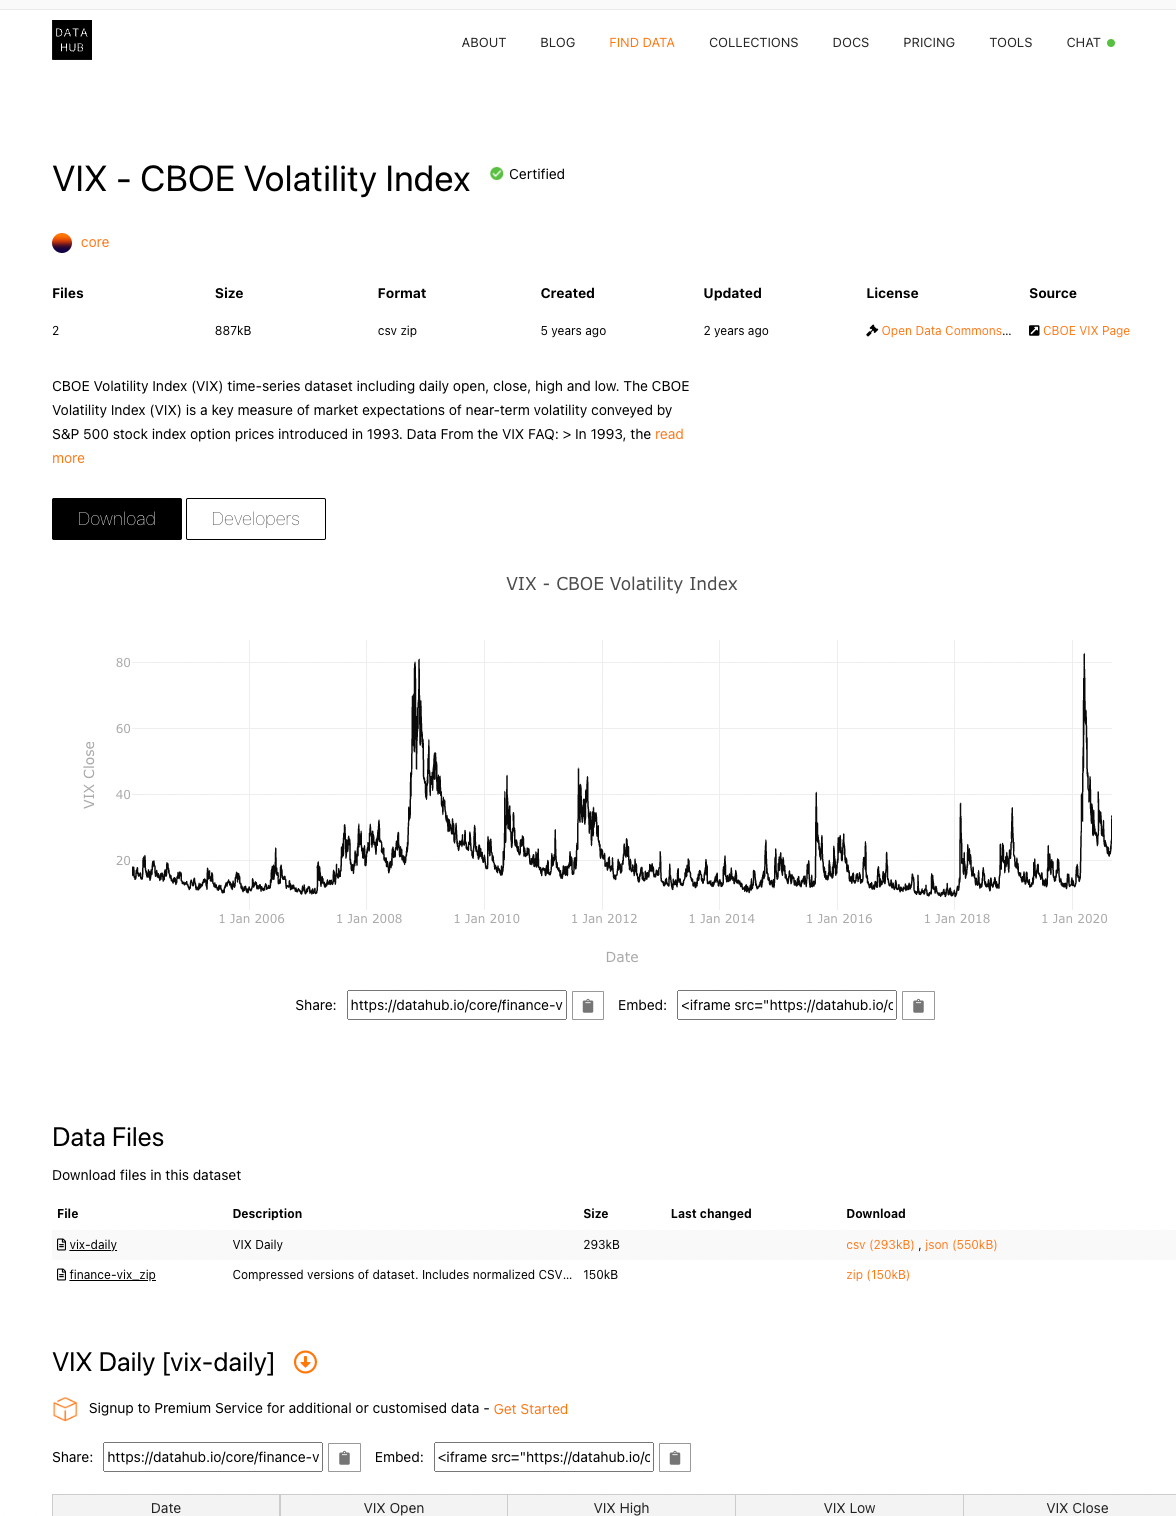 DATA
HUB
ABOUT BLOG FIND DATA COLLECTIONS DOCS PRICING TOOLS CHAT
VIX - CBOE Volatility Index Certified
core
Files Size Format Created Updated License Source
2 887kB csv zip 5 years ago 2 years ago Open Data Commons... CBOE VIX Page
CBOE Volatility Index (VIX) time-series dataset including daily open, close, high and low. The CBOE
Volatility Index (VIX) is a key measure of market expectations of near-term volatility conveyed by
S&P 500 stock index option prices introduced in 1993. Data From the VIX FAQ: > In 1993, the read
more
Download Developers
VIX - CBOE Volatility Index
80
60
40
20
VIX Close
1 Jan 2006 1 Jan 2008 1 Jan 2010 1 Jan 2012 1 Jan 2014 1 Jan 2016 1 Jan 2018 1 Jan 2020
Date
Share: https://datahub.io/core/finance-v Embed: <iframe src="https://datahub.io/c
Data Files
Download files in this dataset
File Description Size Last changed Download
vix-daily VIX Daily 293kB csv (293kB) , json (550kB)
finance-vix_zip Compressed versions of dataset. Includes normalized CSV... 150kB zip (150kB)
VIX Daily [vix-daily]
Signup to Premium Service for additional or customised data - Get Started
Share: https://datahub.io/core/finance-v Embed: <iframe src="https://datahub.io/c
Date VIX Open VIX High VIX Low VIX Close